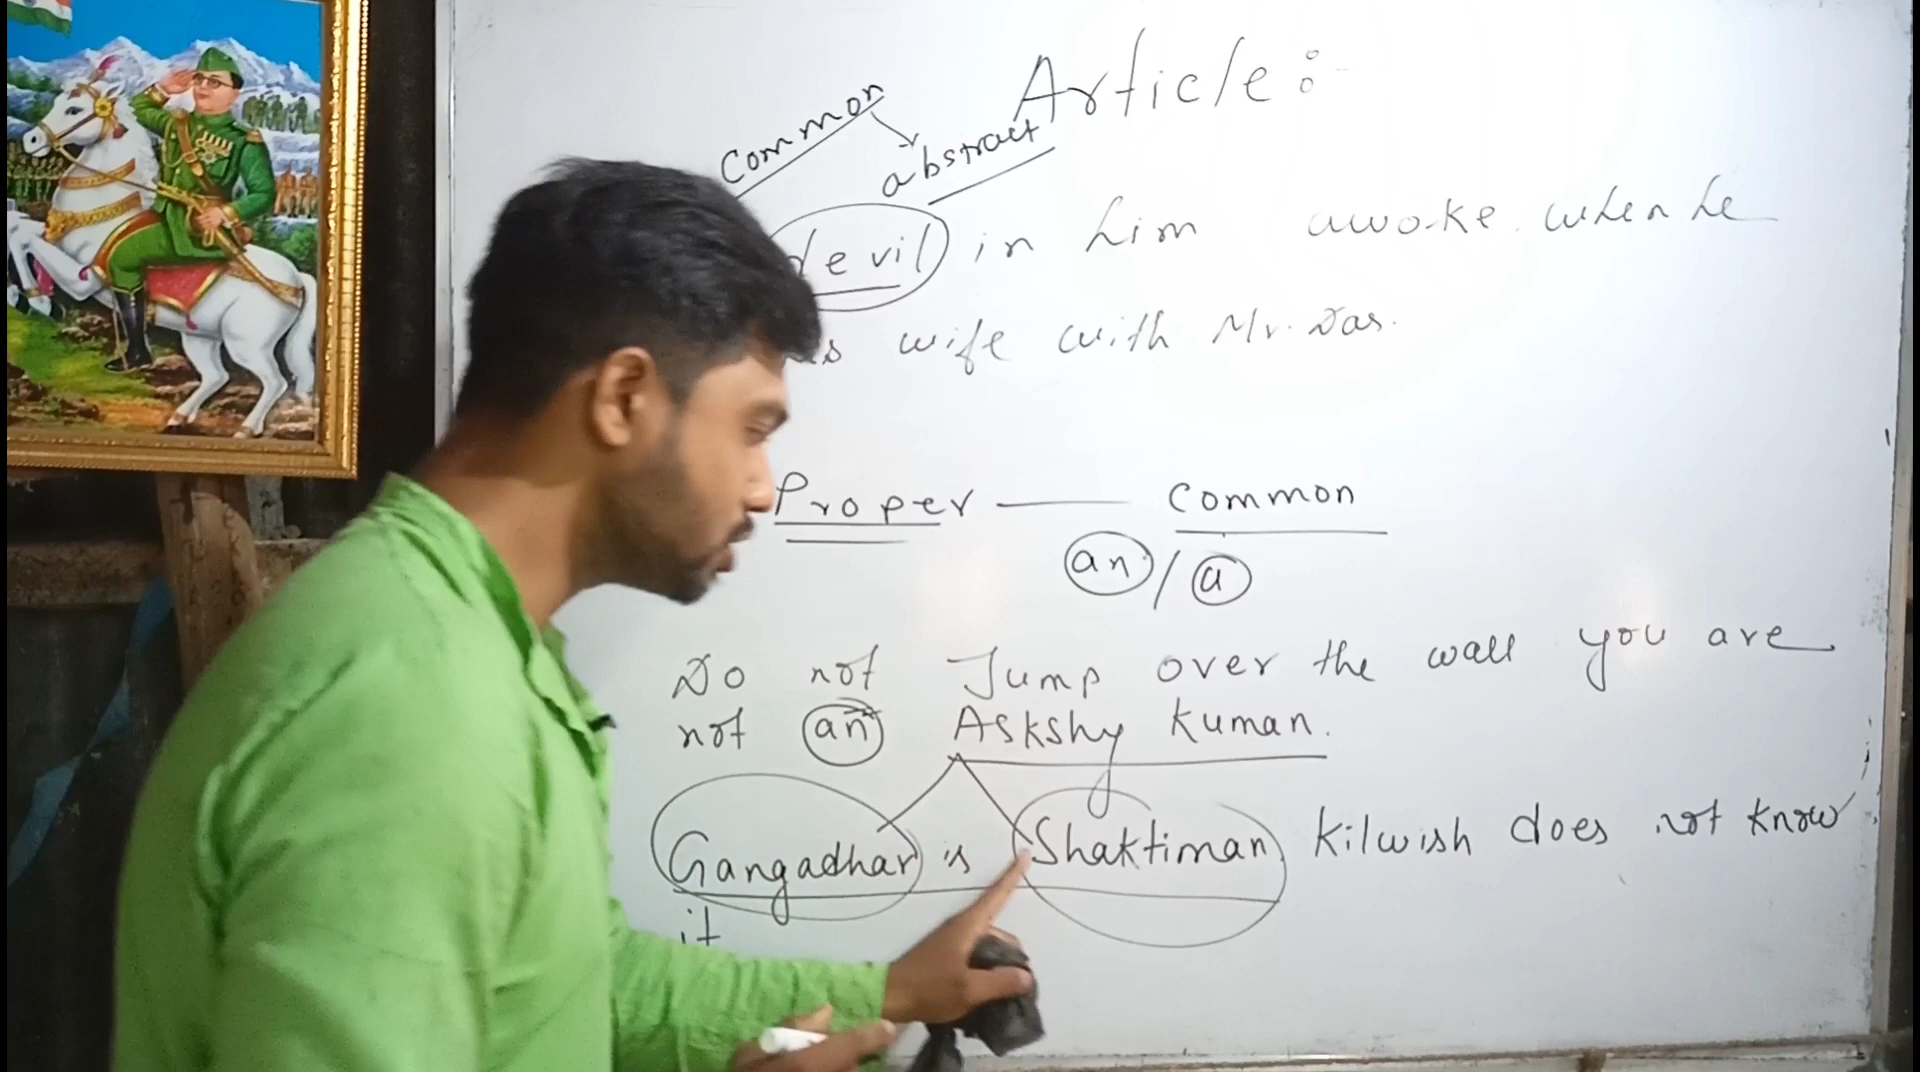 Article :-
Common
abstract
devil in him awoke when he
wife with Mr. Das.
Proper — Common
an / a
Do not Jump over the wall you are
not an Askshy Kuman.
Gangadhar is Shaktiman. Kilwish does not know
it